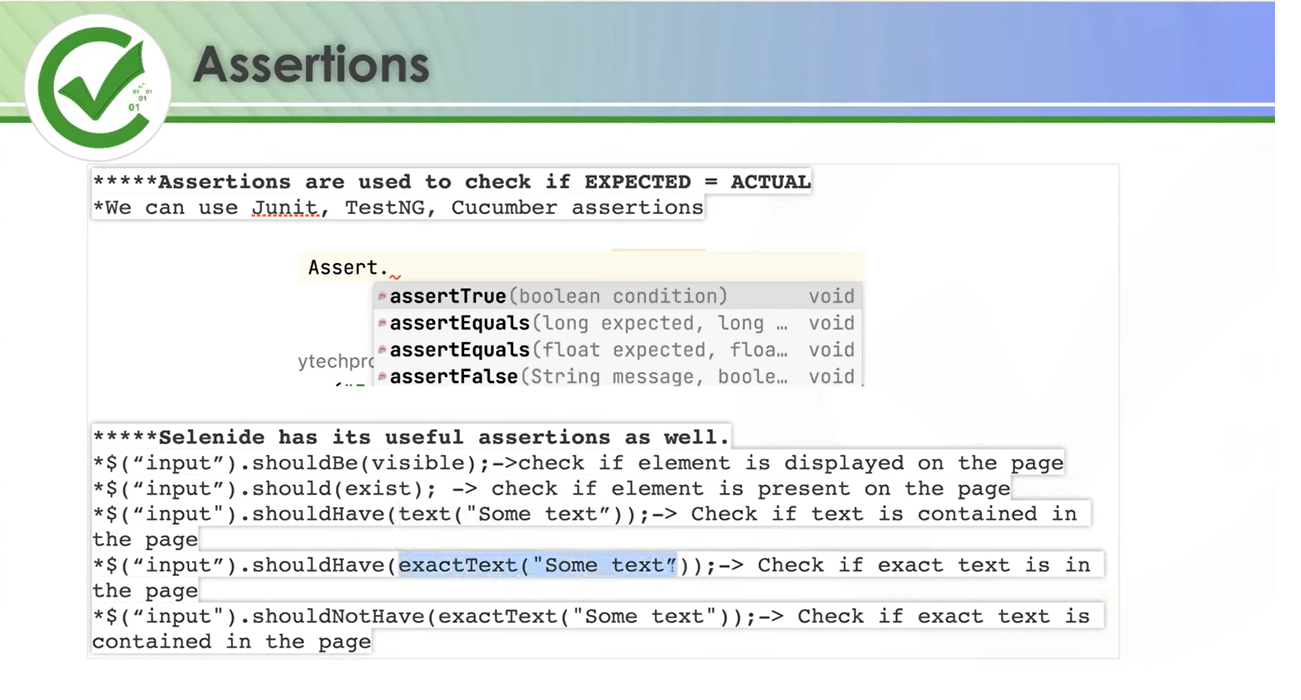 Assertions
01 01
01
01
*****Assertions are used to check if EXPECTED = ACTUAL
*We can use Junit, TestNG, Cucumber assertions
Assert.
assertTrue(boolean condition) void
assertEquals(long expected, long … void
assertEquals(float expected, floa… void
ytechpro
assertFalse(String message, boole… void
*****Selenide has its useful assertions as well.
*$(“input”).shouldBe(visible);->check if element is displayed on the page
*$(“input”).should(exist); -> check if element is present on the page
*$("input").shouldHave(text("Some text”));-> Check if text is contained in
the page
*$(“input”).shouldHave(exactText("Some text”));-> Check if exact text is in
the page
*$("input").shouldNotHave(exactText("Some text"));-> Check if exact text is
contained in the page